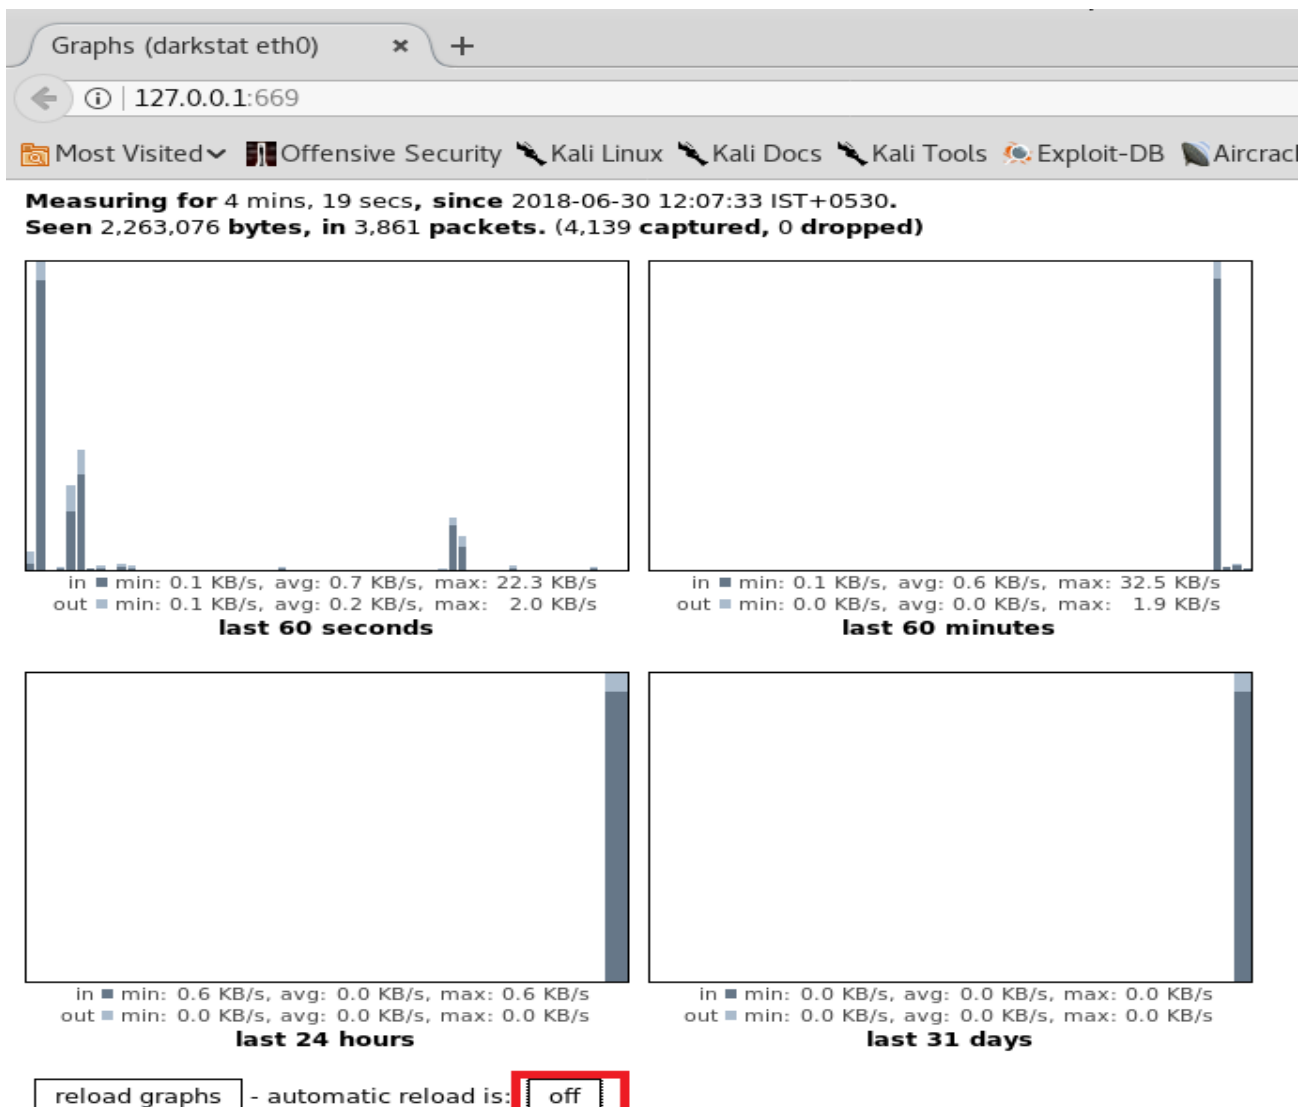 Graphs (darkstat eth0)
127.0.0.1:669
Most Visited Offensive Security Kali Linux Kali Docs Kali Tools Exploit-DB Aircrac
Measuring for 4 mins, 19 secs, since 2018-06-30 12:07:33 IST+0530.
Seen 2,263,076 bytes, in 3,861 packets. (4,139 captured, 0 dropped)
in min: 0.1 KB/s, avg: 0.7 KB/s, max: 22.3 KB/s
out min: 0.1 KB/s, avg: 0.2 KB/s, max: 2.0 KB/s
last 60 seconds
in min: 0.1 KB/s, avg: 0.6 KB/s, max: 32.5 KB/s
out min: 0.0 KB/s, avg: 0.0 KB/s, max: 1.9 KB/s
last 60 minutes
in min: 0.6 KB/s, avg: 0.0 KB/s, max: 0.6 KB/s
out min: 0.0 KB/s, avg: 0.0 KB/s, max: 0.0 KB/s
last 24 hours
in min: 0.0 KB/s, avg: 0.0 KB/s, max: 0.0 KB/s
out min: 0.0 KB/s, avg: 0.0 KB/s, max: 0.0 KB/s
last 31 days
reload graphs - automatic reload is: off